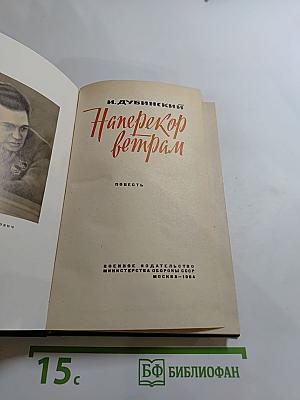 И. ДУБИНСКИЙ
Наперекор
ветрам
ПОВЕСТЬ
ВОЕННОЕ ИЗДАТЕЛЬСТВО
МИНИСТЕРСТВА ОБОРОНЫ СССР
МОСКВА—1964
15с
БФ БИБЛИОФАН